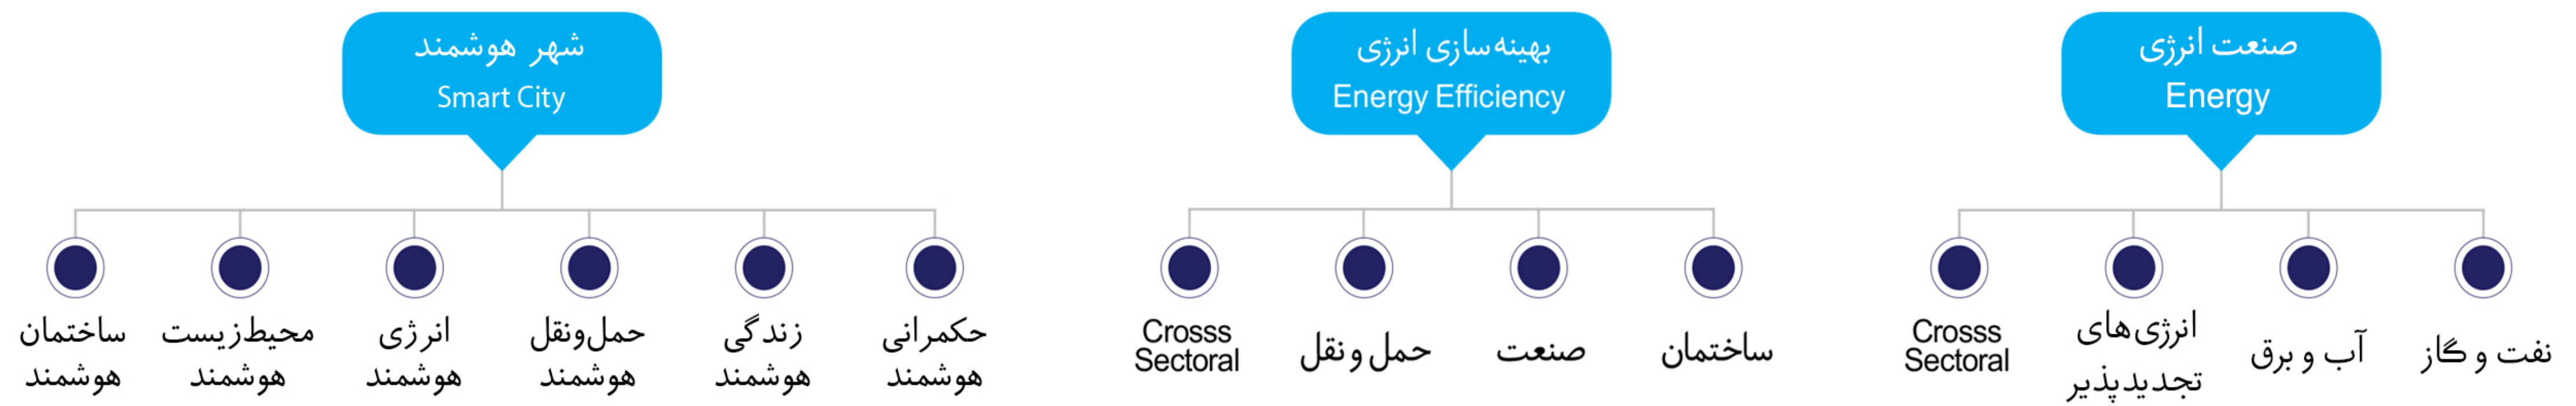 صنعت انرژی
Energy
نفت و گاز
آب و برق
انرژی‌های
تجدیدپذیر
Crosss
Sectoral
بهینه‌سازی انرژی
Energy Efficiency
ساختمان
صنعت
حمل و نقل
Crosss
Sectoral
شهر هوشمند
Smart City
حکمرانی
هوشمند
زندگی
هوشمند
حمل‌ونقل
هوشمند
انرژی
هوشمند
محیط‌زیست
هوشمند
ساختمان
هوشمند